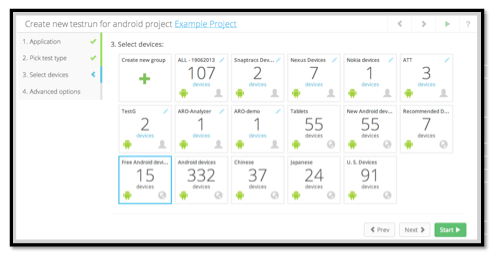 Create new testrun for android project Example Project
?
1. Application
2. Pick test type
3. Select devices
4. Advanced options
3. Select devices:
Create new group
ALL - 10062013
107
devices
Snaptracs Dev...
2
devices
Nexus Devices
7
devices
Nokia devices
1
devices
ATT
3
devices
TestG
2
devices
ARO-Analyzer
1
devices
ARO-demo
1
devices
Tablets
55
devices
New Android dev...
55
devices
Recommended D...
7
devices
Free Android devi...
15
devices
Android devices
332
devices
Chinese
37
devices
Japanese
24
devices
U. S. Devices
91
devices
Prev
Next
Start